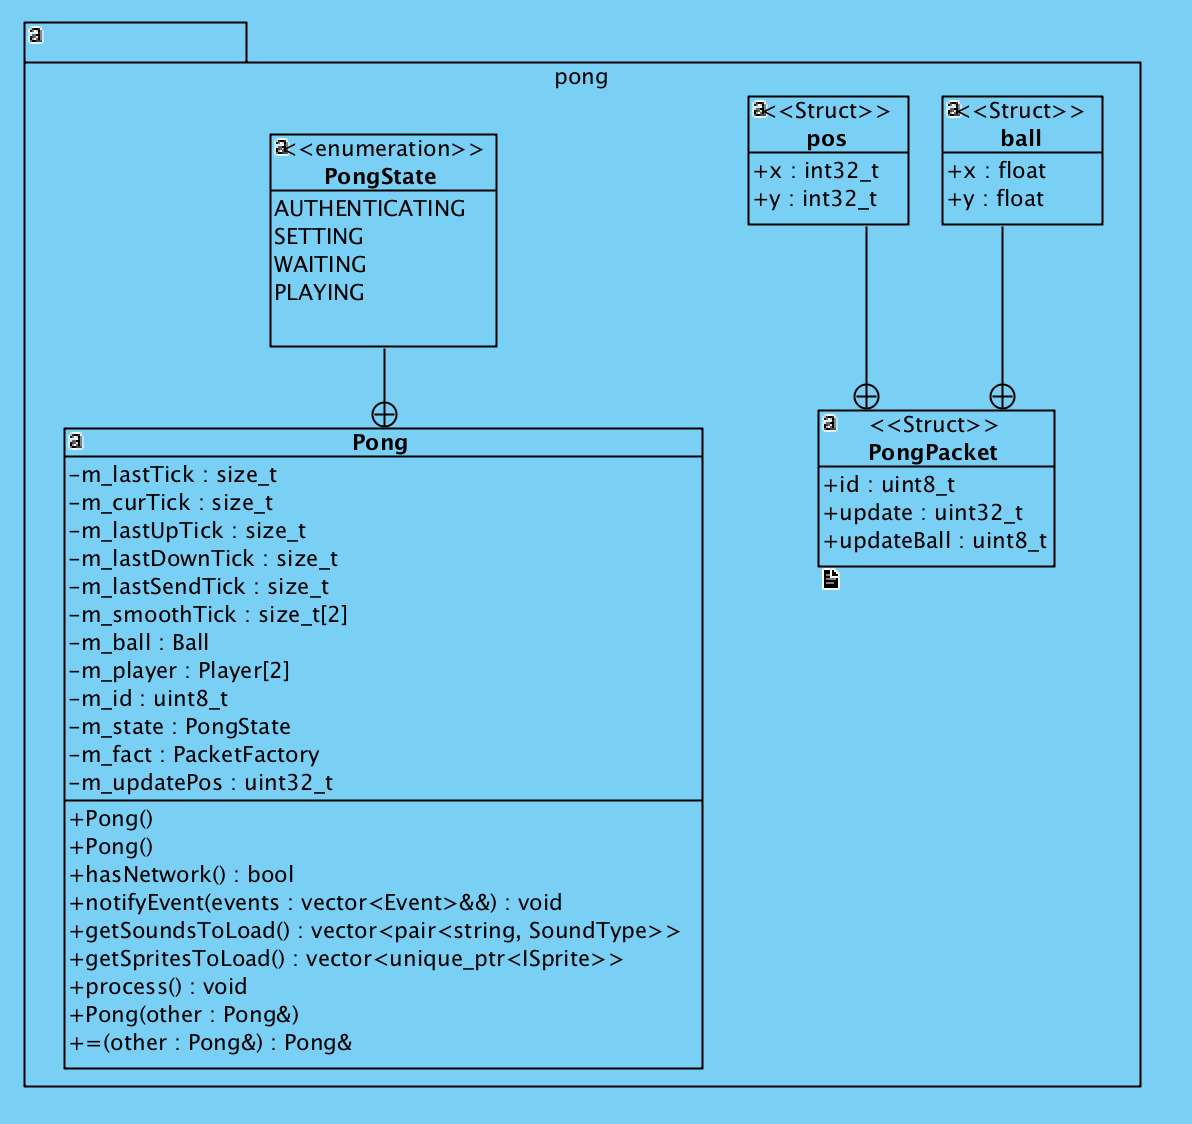 a
pong
a
<<enumeration>>
PongState
AUTHENTICATING
SETTING
WAITING
PLAYING
a
<<Struct>>
pos
+x : int32_t
+y : int32_t
a
<<Struct>>
ball
+x : float
+y : float
a
Pong
-m_lastTick : size_t
-m_curTick : size_t
-m_lastUpTick : size_t
-m_lastDownTick : size_t
-m_lastSendTick : size_t
-m_smoothTick : size_t[2]
-m_ball : Ball
-m_player : Player[2]
-m_id : uint8_t
-m_state : PongState
-m_fact : PacketFactory
-m_updatePos : uint32_t
+Pong()
+Pong()
+hasNetwork() : bool
+notifyEvent(events : vector<Event>&&) : void
+getSoundsToLoad() : vector<pair<string, SoundType>>
+getSpritesToLoad() : vector<unique_ptr<ISprite>>
+process() : void
+Pong(other : Pong&)
+=(other : Pong&) : Pong&
a
<<Struct>>
PongPacket
+id : uint8_t
+update : uint32_t
+updateBall : uint8_t